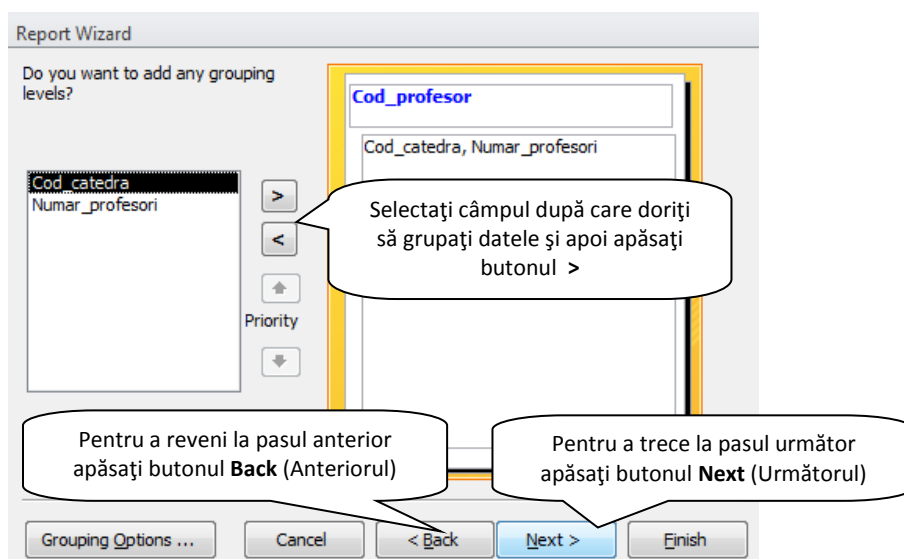 Report Wizard
Do you want to add any grouping
levels?
Cod_profesor
Cod_catedra, Numar_profesori
Cod_catedra
Numar_profesori
>
<
Priority
Selectaţi câmpul după care doriţi
să grupaţi datele şi apoi apăsaţi
butonul >
Pentru a reveni la pasul anterior
apăsaţi butonul Back (Anteriorul)
Pentru a trece la pasul următor
apăsaţi butonul Next (Următorul)
Grouping Options ...
Cancel
< Back
Next >
Finish